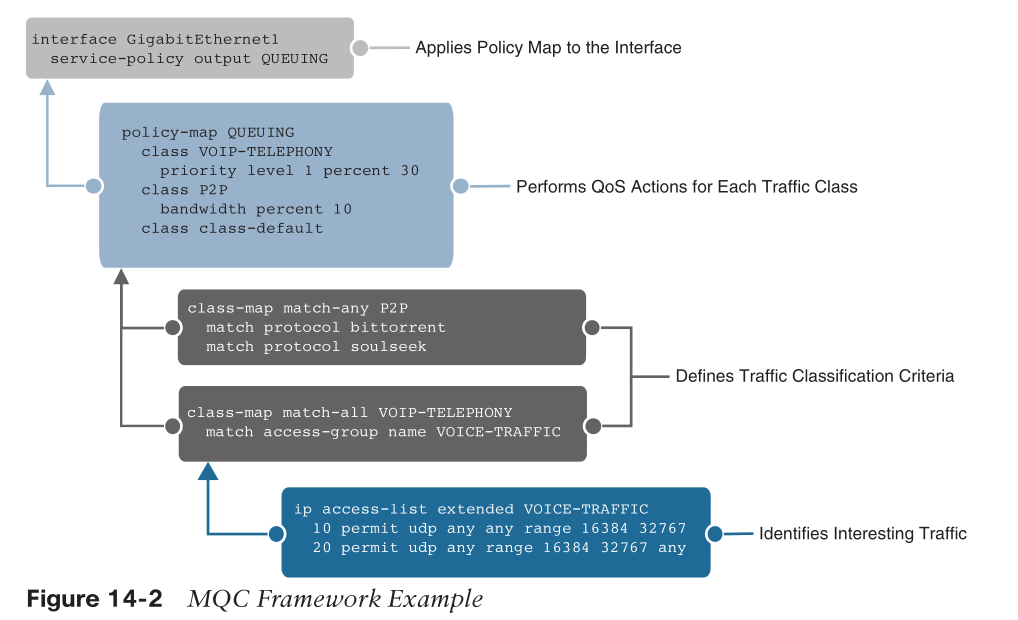 interface GigabitEthernet1
service-policy output QUEUING
Applies Policy Map to the Interface
policy-map QUEUING
class VOIP-TELEPHONY
priority level 1 percent 30
class P2P
bandwidth percent 10
class class-default
Performs QoS Actions for Each Traffic Class
class-map match-any P2P
match protocol bittorrent
match protocol soulseek
Defines Traffic Classification Criteria
class-map match-all VOIP-TELEPHONY
match access-group name VOICE-TRAFFIC
ip access-list extended VOICE-TRAFFIC
10 permit udp any any range 16384 32767
20 permit udp any range 16384 32767 any
Identifies Interesting Traffic
Figure 14-2 MQC Framework Example